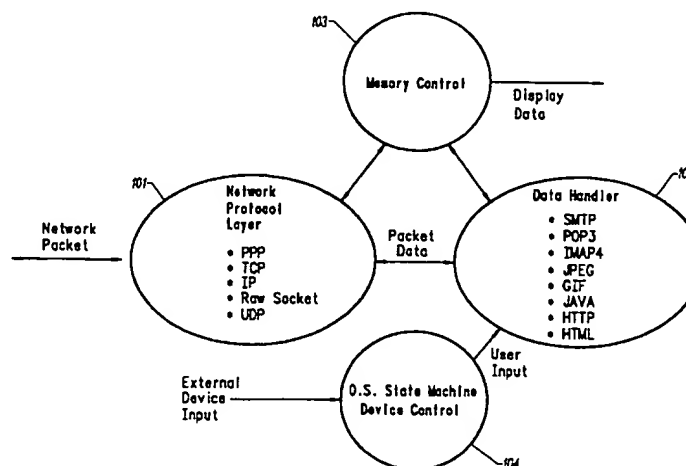 103
Memory Control
Display
Data
101
Network
Protocol
Layer
• PPP
• TCP
• IP
• Raw Socket
• UDP
Network
Packet
Packet
Data
Data Handler
• SMTP
• POP3
• IMAP4
• JPEG
• GIF
• JAVA
• HTTP
• HTML
User
Input
External
Device
Input
O.S. State Machine
Device Control
104